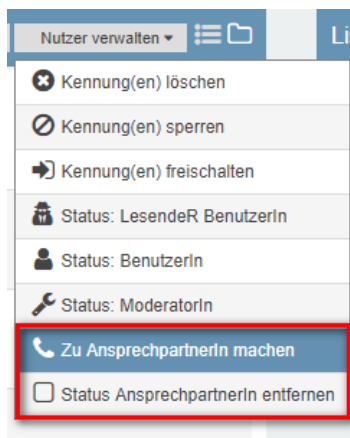 Nutzer verwalten
Li
Kennung(en) löschen
Kennung(en) sperren
Kennung(en) freischalten
Status: LesendeR BenutzerIn
Status: BenutzerIn
Status: ModeratorIn
Zu AnsprechpartnerIn machen
Status AnsprechpartnerIn entfernen